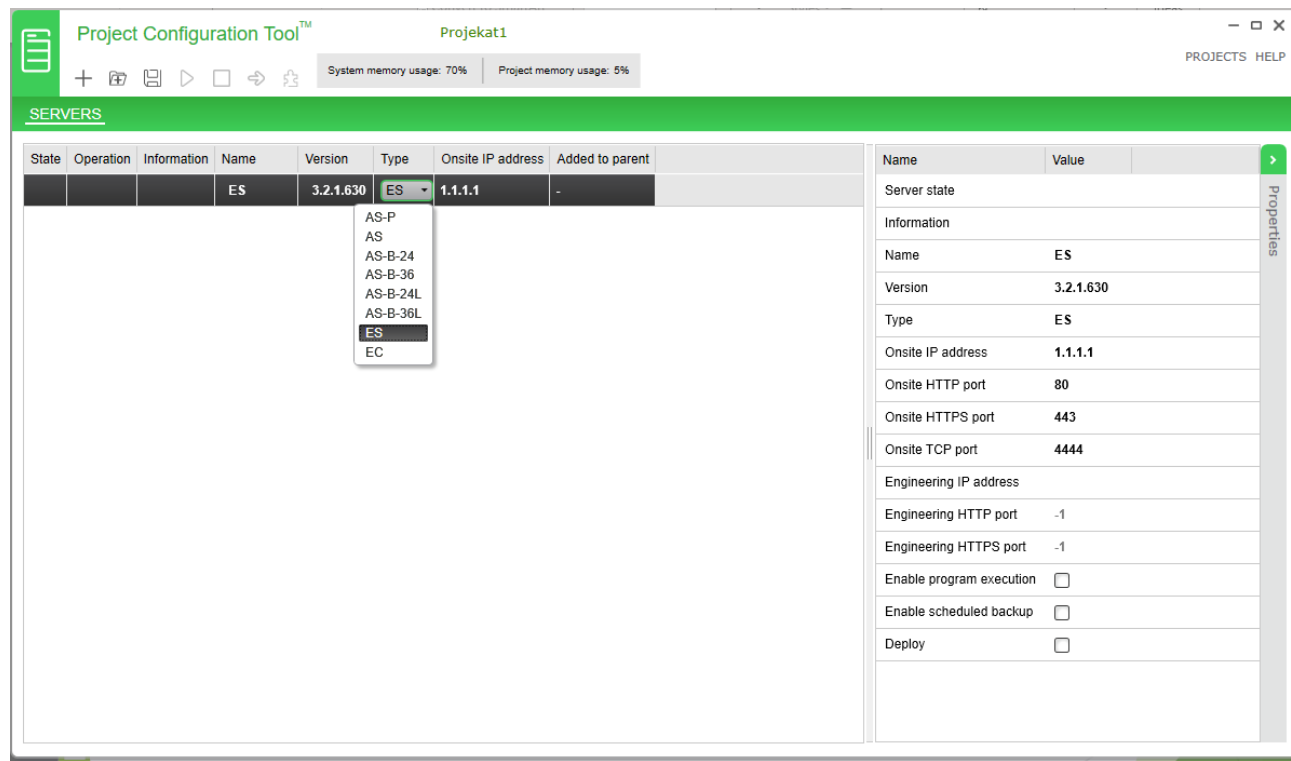 Project Configuration Tool™
Projekat1
PROJECTS HELP
System memory usage: 70% Project memory usage: 5%
SERVERS
State Operation Information Name Version Type Onsite IP address Added to parent
ES 3.2.1.630 ES 1.1.1.1 -
AS-P
AS
AS-B-24
AS-B-36
AS-B-24L
AS-B-36L
ES
EC
Name Value
Server state
Information
Name ES
Version 3.2.1.630
Type ES
Onsite IP address 1.1.1.1
Onsite HTTP port 80
Onsite HTTPS port 443
Onsite TCP port 4444
Engineering IP address
Engineering HTTP port -1
Engineering HTTPS port -1
Enable program execution
Enable scheduled backup
Deploy
Properties